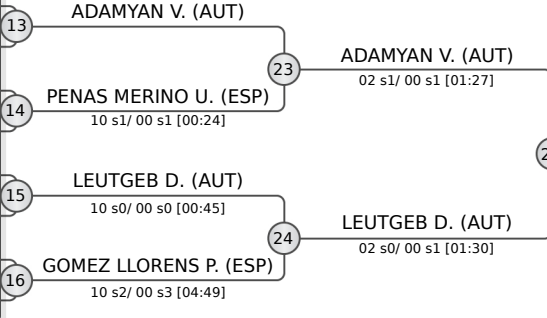 13
ADAMYAN V. (AUT)
23
ADAMYAN V. (AUT)
02 s1/ 00 s1 [01:27]
14
PENAS MERINO U. (ESP)
10 s1/ 00 s1 [00:24]
15
LEUTGEB D. (AUT)
10 s0/ 00 s0 [00:45]
24
LEUTGEB D. (AUT)
02 s0/ 00 s1 [01:30]
16
GOMEZ LLORENS P. (ESP)
10 s2/ 00 s3 [04:49]